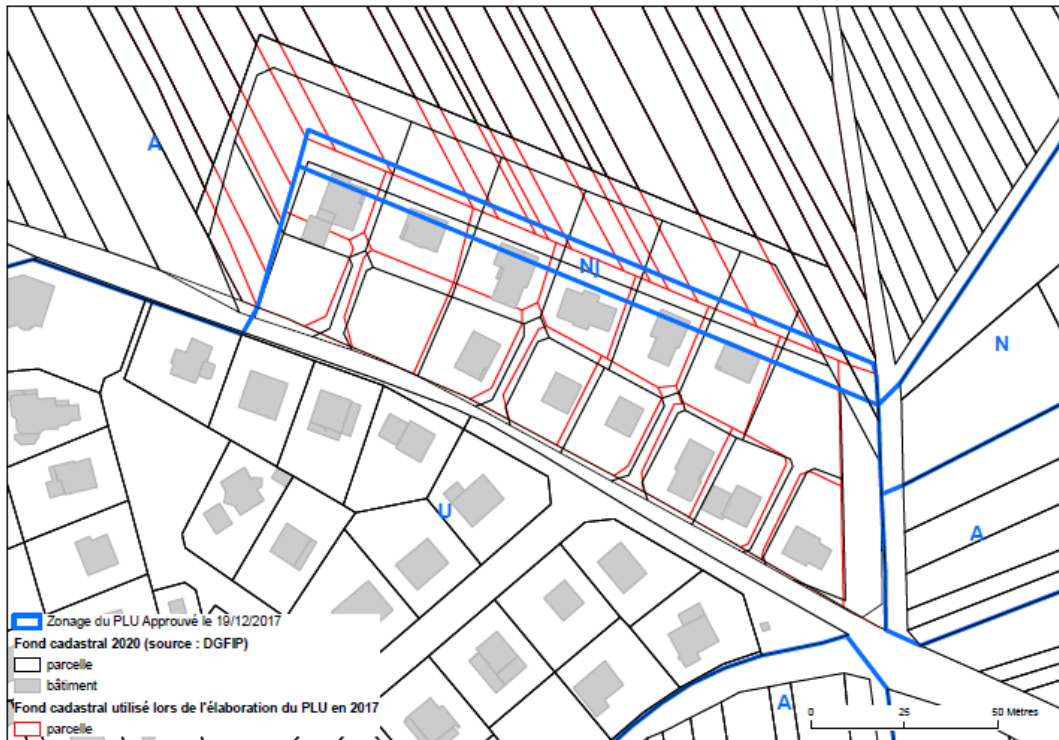 A
Nj
N
U
A
A
Zonage du PLU Approuvé le 19/12/2017
Fond cadastral 2020 (source : DGFIP)
parcelle
bâtiment
Fond cadastral utilisé lors de l'élaboration du PLU en 2017
parcelle
0 25 50 Mètres